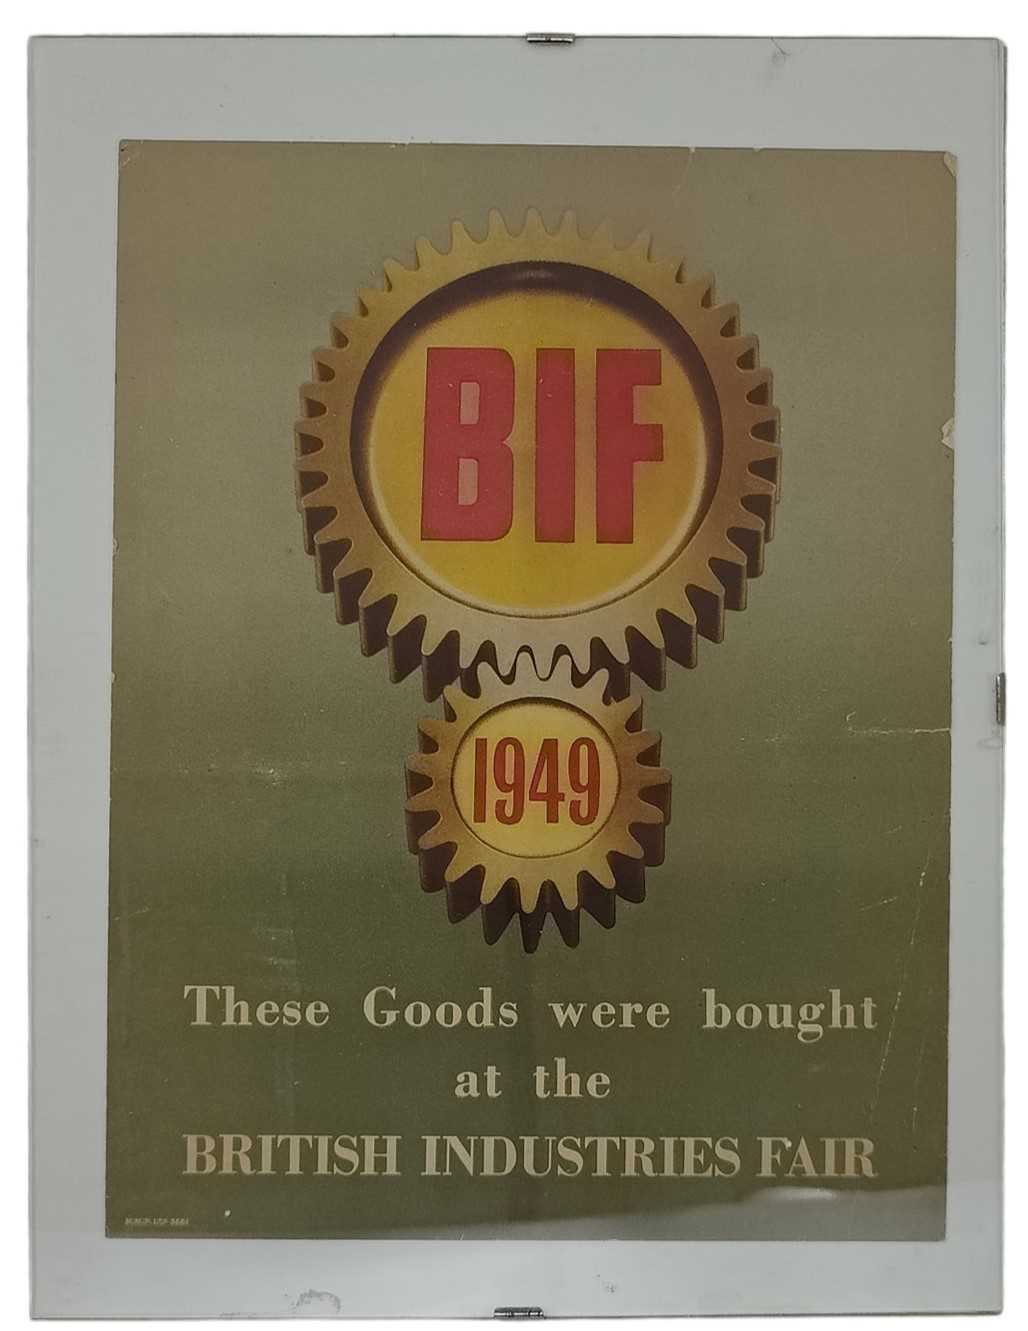 BIF
1949
These Goods were bought
at the
BRITISH INDUSTRIES FAIR